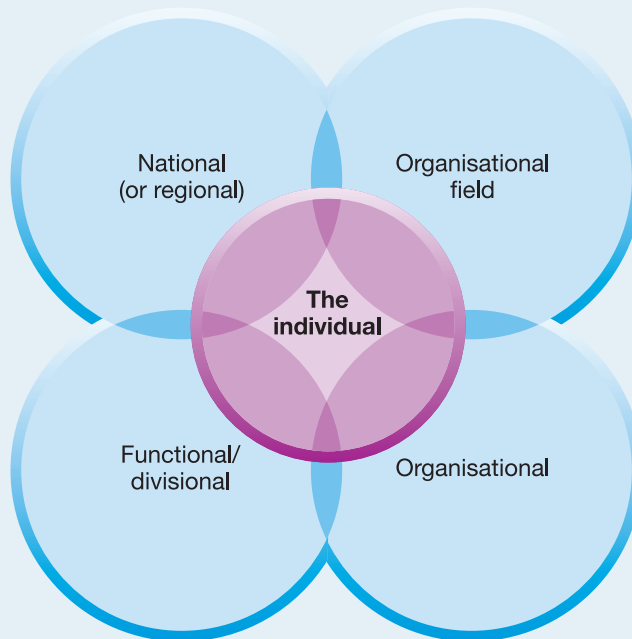 National
(or regional)
Organisational
field
The
individual
Functional/
divisional
Organisational